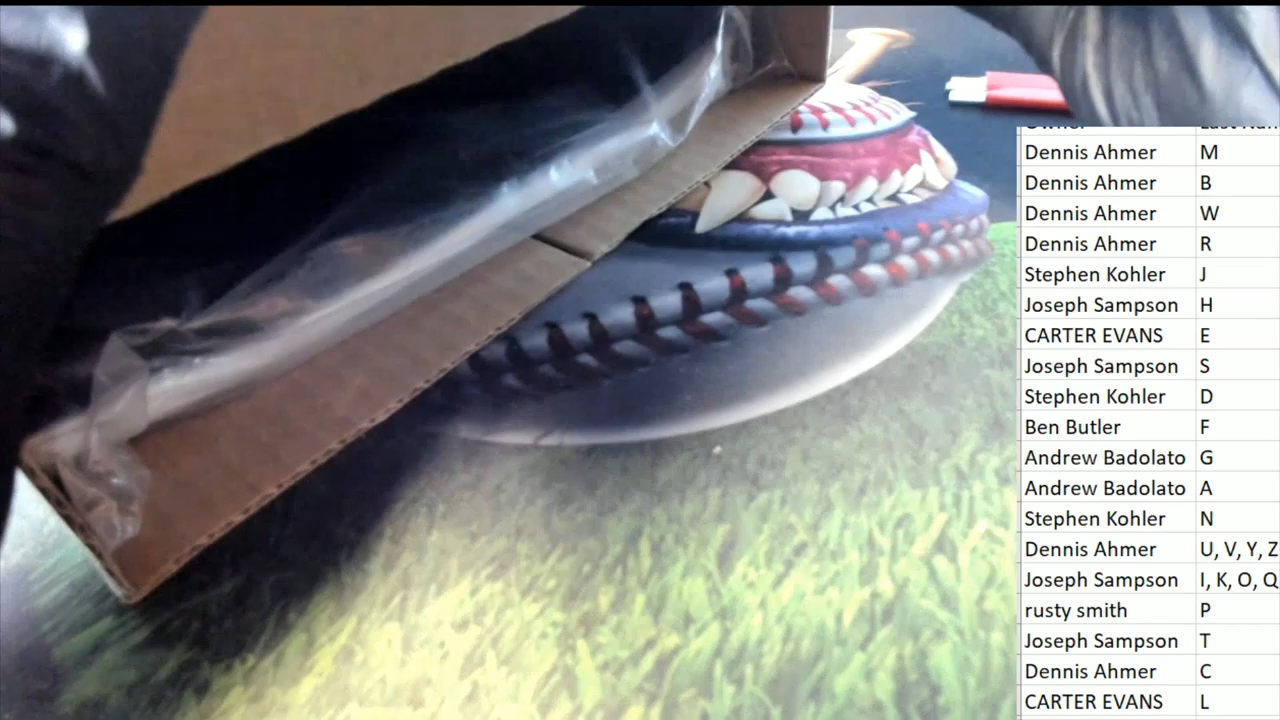 Dennis Ahmer M
Dennis Ahmer B
Dennis Ahmer W
Dennis Ahmer R
Stephen Kohler J
Joseph Sampson H
CARTER EVANS E
Joseph Sampson S
Stephen Kohler D
Ben Butler F
Andrew Badolato G
Andrew Badolato A
Stephen Kohler N
Dennis Ahmer U, V, Y, Z
Joseph Sampson I, K, O, Q
rusty smith P
Joseph Sampson T
Dennis Ahmer C
CARTER EVANS L